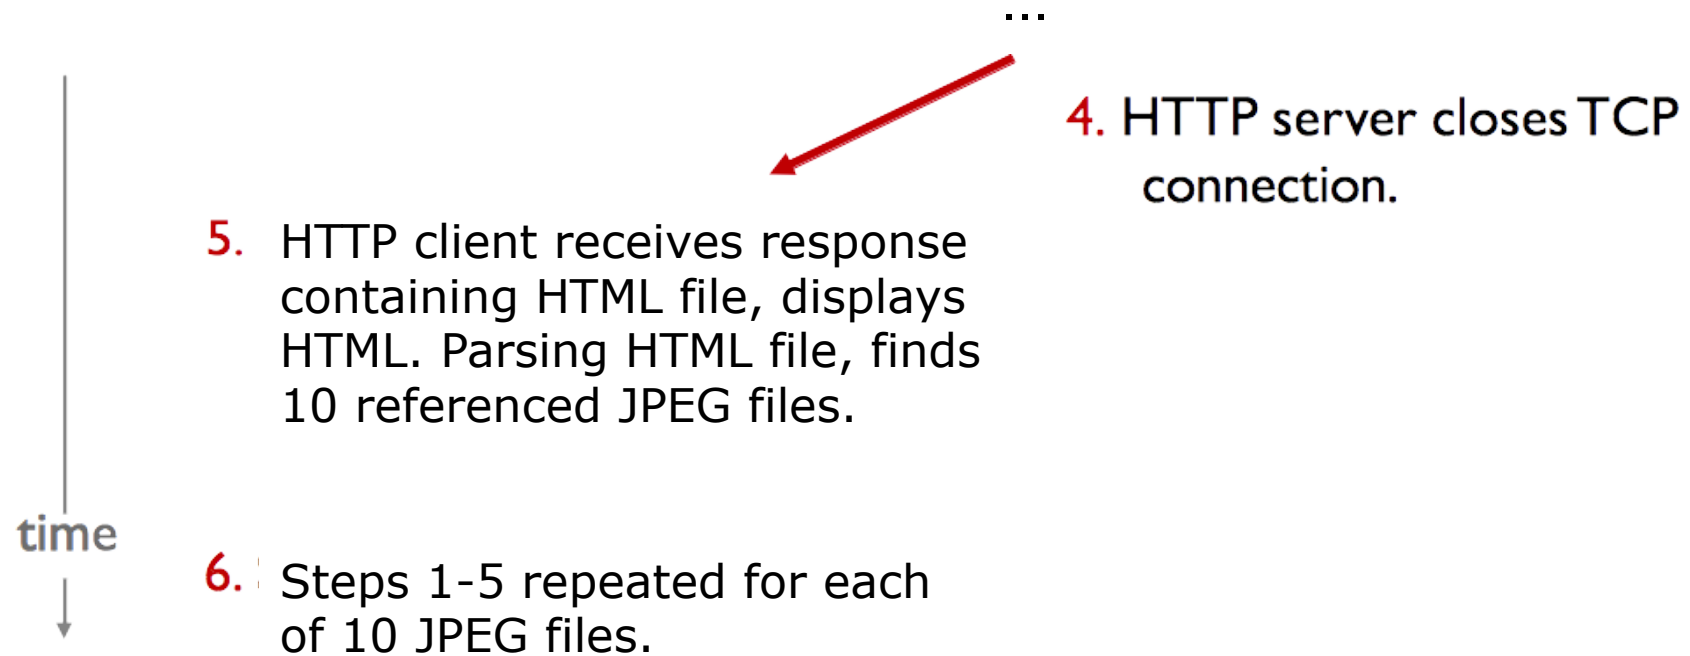 ...
4. HTTP server closes TCP
connection.
5. HTTP client receives response
containing HTML file, displays
HTML. Parsing HTML file, finds
10 referenced JPEG files.
time
6. Steps 1-5 repeated for each
of 10 JPEG files.